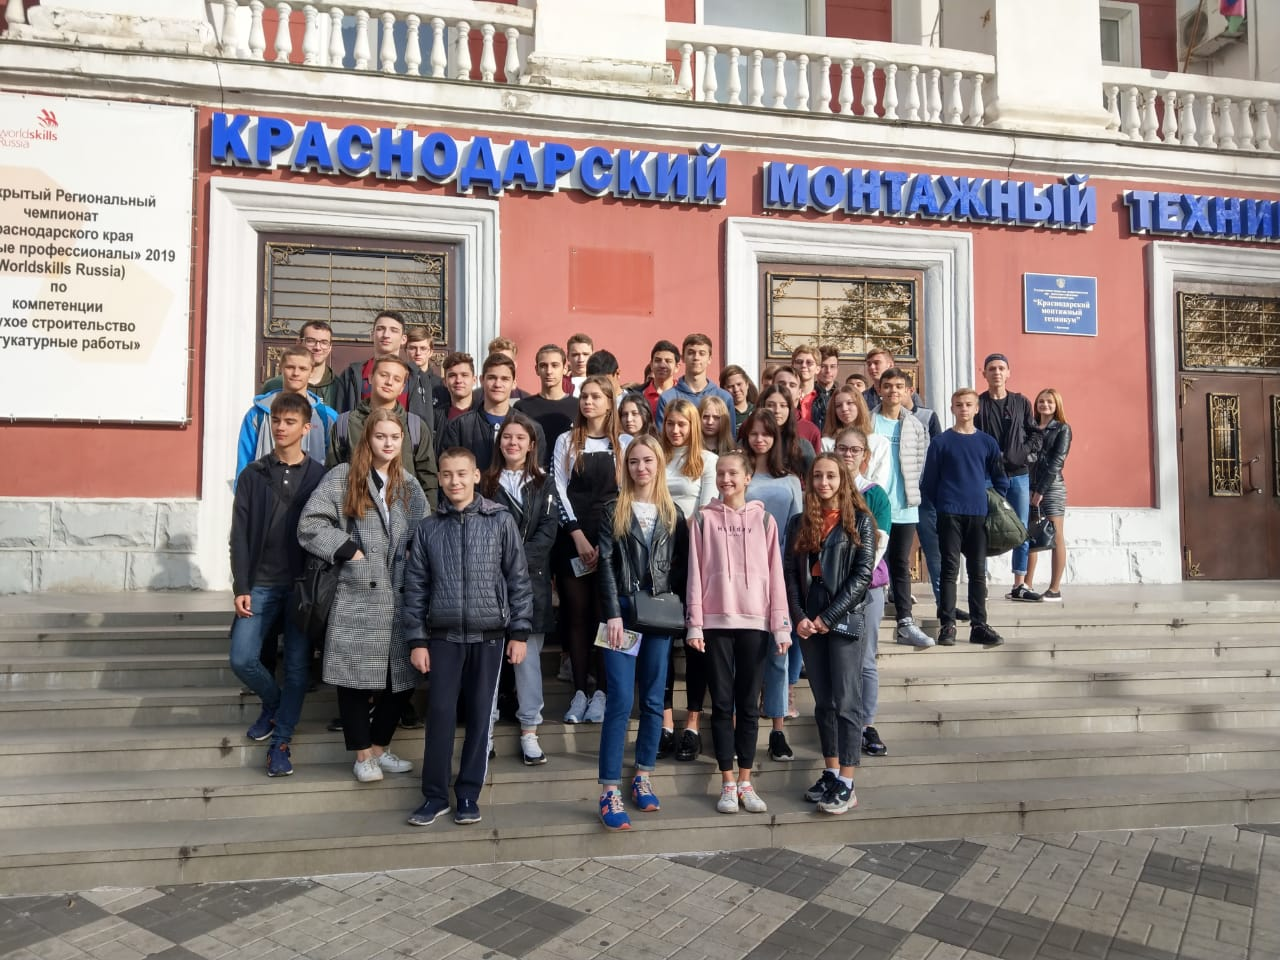 worldskills
Russia
крытый Региональный
чемпионат
раснодарского края
ые профессионалы» 2019
Worldskills Russia)
по
компетенции
ухое строительство
тукатурные работы»
КРАСНОДАРСКИЙ МОНТАЖНЫЙ ТЕХНИ
"Краснодарский
монтажный
техникум"
Holiday